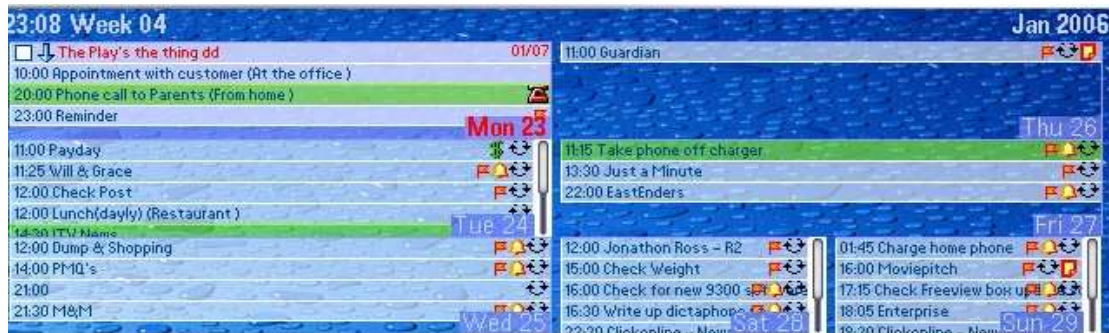 23:08 Week 04
Jan 2006
The Play's the thing dd 01/07
10:00 Appointment with customer (At the office )
20:00 Phone call to Parents (From home )
23:00 Reminder
Mon 23
11:00 Payday
11:25 Will & Grace
12:00 Check Post
12:00 Lunch(dayly) (Restaurant )
14:30 ITV News
Tue 24
12:00 Dump & Shopping
14:00 PMQ's
21:00
21:30 M&M
Wed 25
11:00 Guardian
Thu 26
11:15 Take phone off charger
13:30 Just a Minute
22:00 EastEnders
Fri 27
12:00 Jonathon Ross - R2
15:00 Check Weight
16:00 Check for new 9300
16:30 Write up dictaphone
Sat 28
01:45 Charge home phone
16:00 Moviepitch
17:15 Check Freeview box
18:05 Enterprise
Sun 29